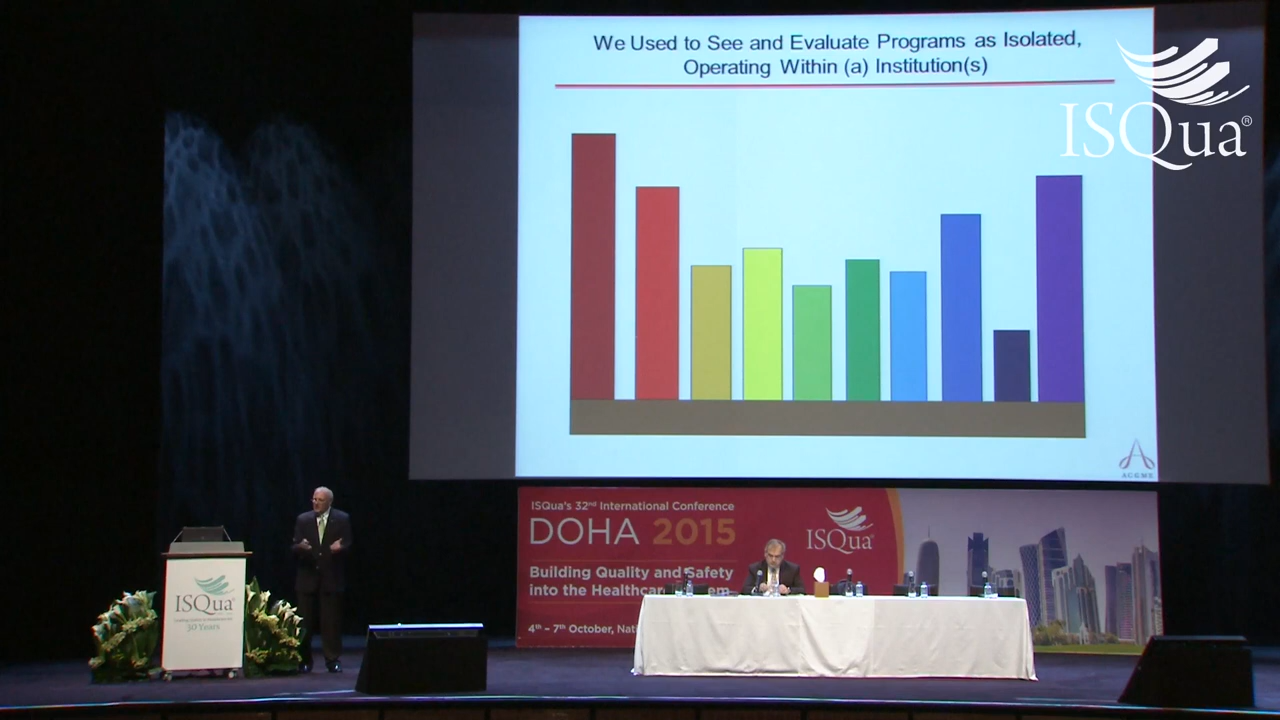 We Used to See and Evaluate Programs as Isolated,
Operating Within (a) Institution(s)
ISQua®
ACGME
ISQua's 32nd International Conference
DOHA 2015
ISQua
Building Quality and Safety
into the Healthcare
4th – 7th October,
ISQua
30 Years